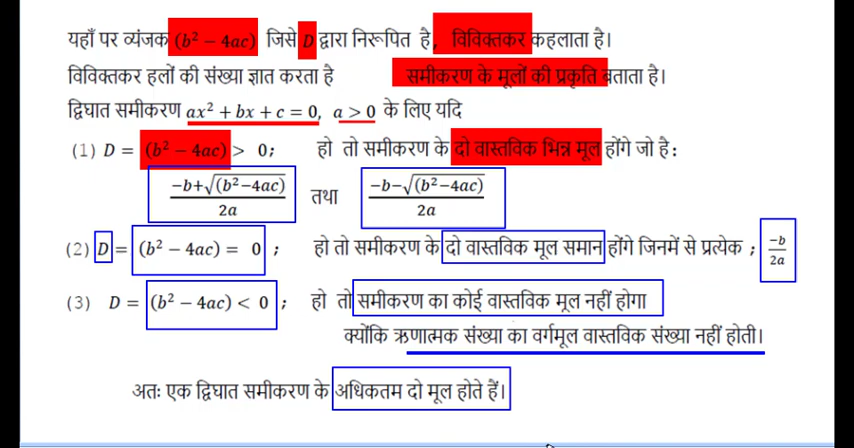 यहाँ पर व्यंजक (b² − 4ac) जिसे D द्वारा निरूपित है, विविक्तकर कहलाता है।
विविक्तकर हलों की संख्या ज्ञात करता है समीकरण के मूलों की प्रकृति बताता है।
द्विघात समीकरण ax² + bx + c = 0, a > 0 के लिए यदि
(1) D = (b² − 4ac) > 0; हो तो समीकरण के दो वास्तविक भिन्न मूल होंगे जो है:
(−b+√(b²−4ac))/2a तथा (−b−√(b²−4ac))/2a
(2) D = (b² − 4ac) = 0 ; हो तो समीकरण के दो वास्तविक मूल समान होंगे जिनमें से प्रत्येक ; −b/2a
(3) D = (b² − 4ac) < 0 ; हो तो समीकरण का कोई वास्तविक मूल नहीं होगा
क्योंकि ऋणात्मक संख्या का वर्गमूल वास्तविक संख्या नहीं होती।
अतः एक द्विघात समीकरण के अधिकतम दो मूल होते हैं।